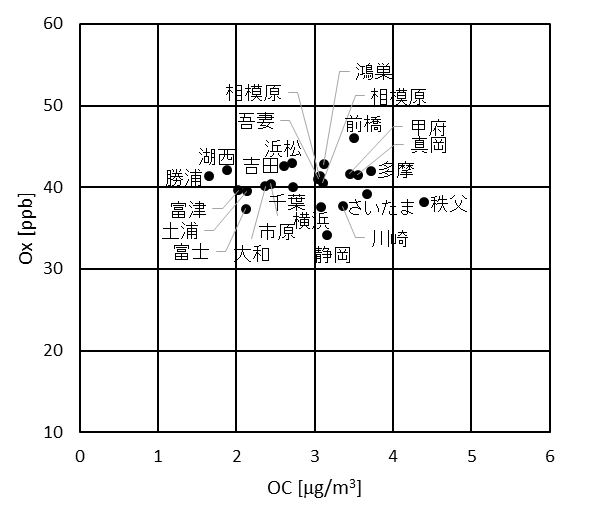 60
50
40
30
20
10
0
1
2
3
4
5
6
Ox [ppb]
OC [μg/m³]
鴻巣
相模原
相模原
吾妻
前橋
甲府
真岡
浜松
湖西
吉田
多摩
勝浦
秩父
千葉
さいたま
富津
横浜
土浦
市原
川崎
富士
大和
静岡